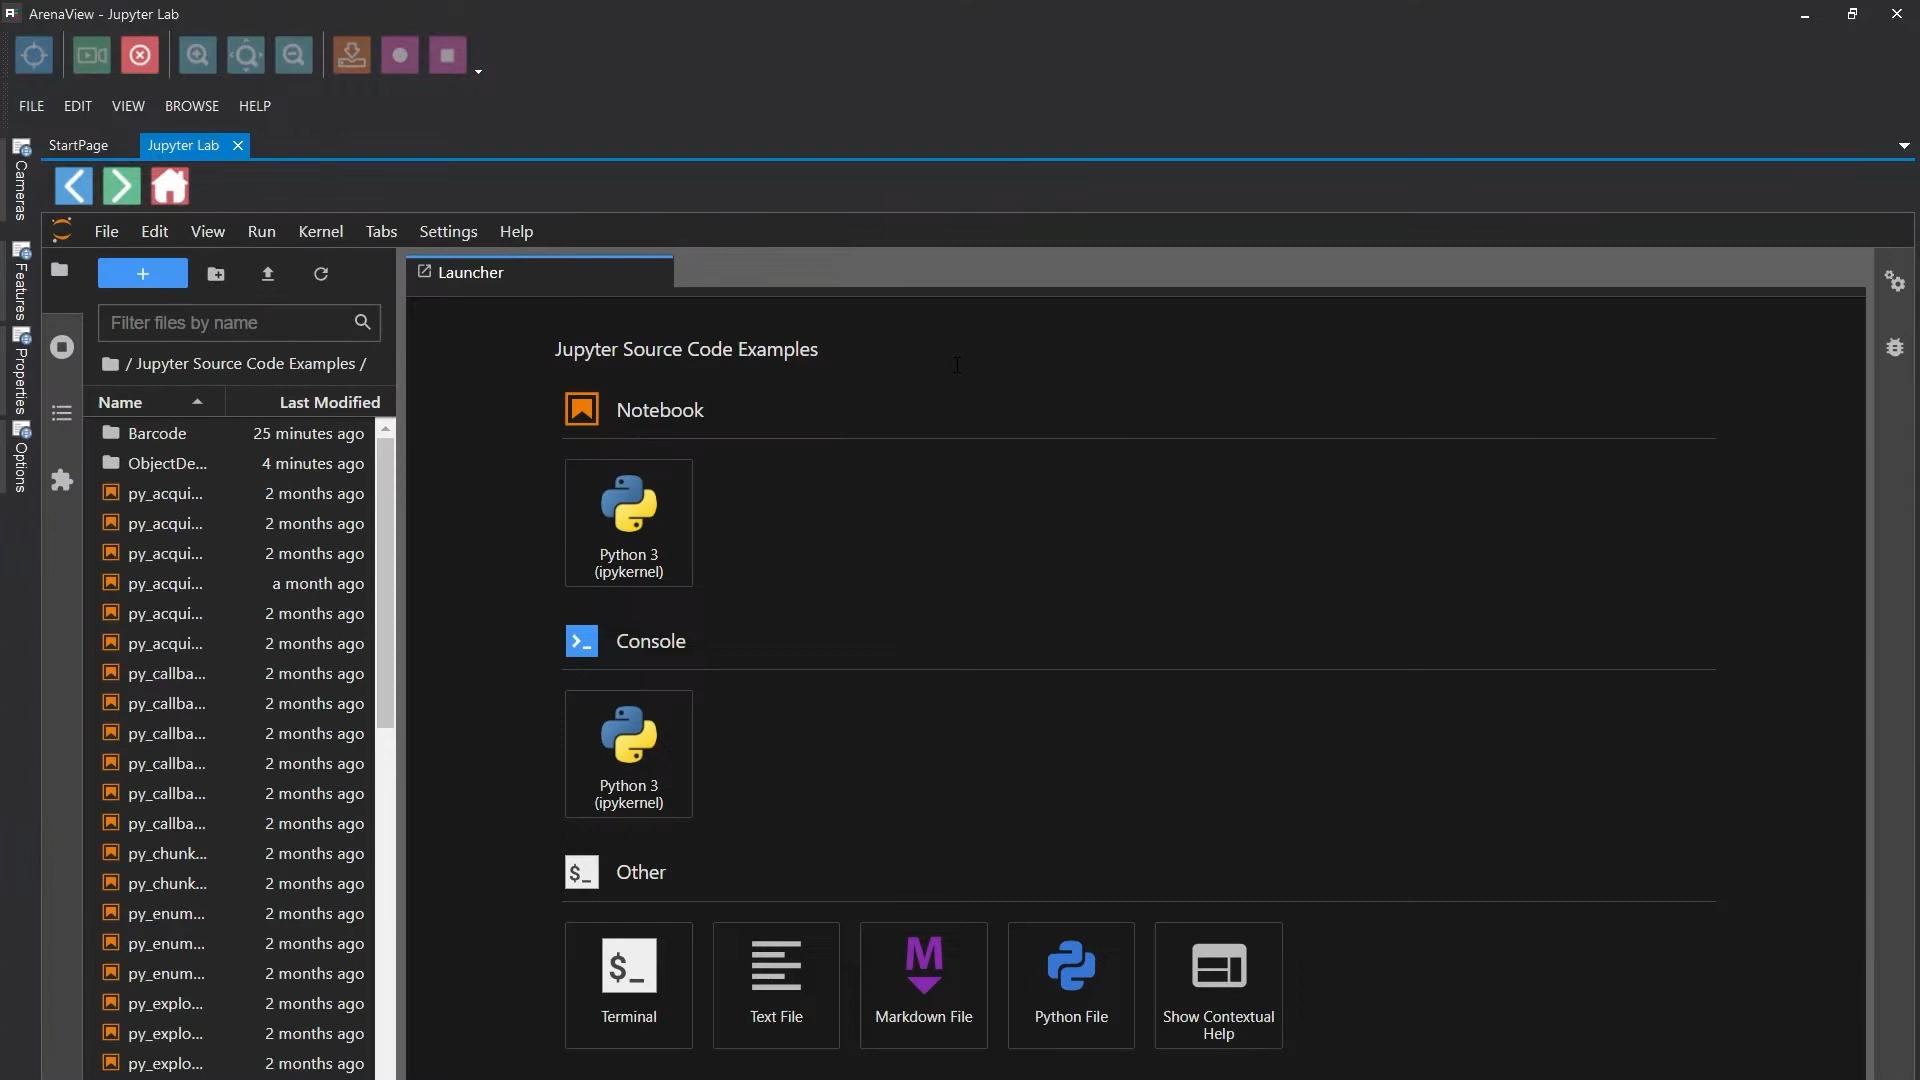 ArenaView - Jupyter Lab
FILE EDIT VIEW BROWSE HELP
StartPage Jupyter Lab
Cameras
Features
Properties
Options
File Edit View Run Kernel Tabs Settings Help
Launcher
Filter files by name
/ Jupyter Source Code Examples /
Name Last Modified
Barcode 25 minutes ago
ObjectDe... 4 minutes ago
py_acqui... 2 months ago
py_acqui... 2 months ago
py_acqui... 2 months ago
py_acqui... a month ago
py_acqui... 2 months ago
py_acqui... 2 months ago
py_callba... 2 months ago
py_callba... 2 months ago
py_callba... 2 months ago
py_callba... 2 months ago
py_callba... 2 months ago
py_callba... 2 months ago
py_chunk... 2 months ago
py_chunk... 2 months ago
py_enum... 2 months ago
py_enum... 2 months ago
py_enum... 2 months ago
py_explo... 2 months ago
py_explo... 2 months ago
py_explo... 2 months ago
Jupyter Source Code Examples
Notebook
Python 3
(ipykernel)
>_ Console
Python 3
(ipykernel)
$_ Other
$_
Terminal
Text File
M
Markdown File
Python File
Show Contextual
Help